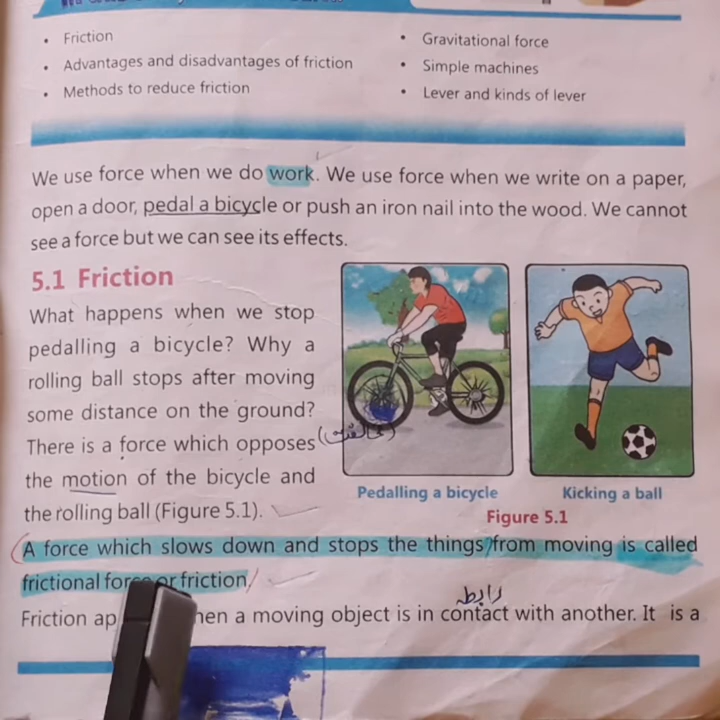 • Friction
• Advantages and disadvantages of friction
• Methods to reduce friction
• Gravitational force
• Simple machines
• Lever and kinds of lever
We use force when we do work. We use force when we write on a paper,
open a door, pedal a bicycle or push an iron nail into the wood. We cannot
see a force but we can see its effects.
5.1 Friction
What happens when we stop
pedalling a bicycle? Why a
rolling ball stops after moving
some distance on the ground?
There is a force which opposes (مخالفت)
the motion of the bicycle and
the rolling ball (Figure 5.1).
Pedalling a bicycle
Kicking a ball
Figure 5.1
(A force which slows down and stops the things from moving is called
frictional force or friction.
رابطہ
Friction ap hen a moving object is in contact with another. It is a